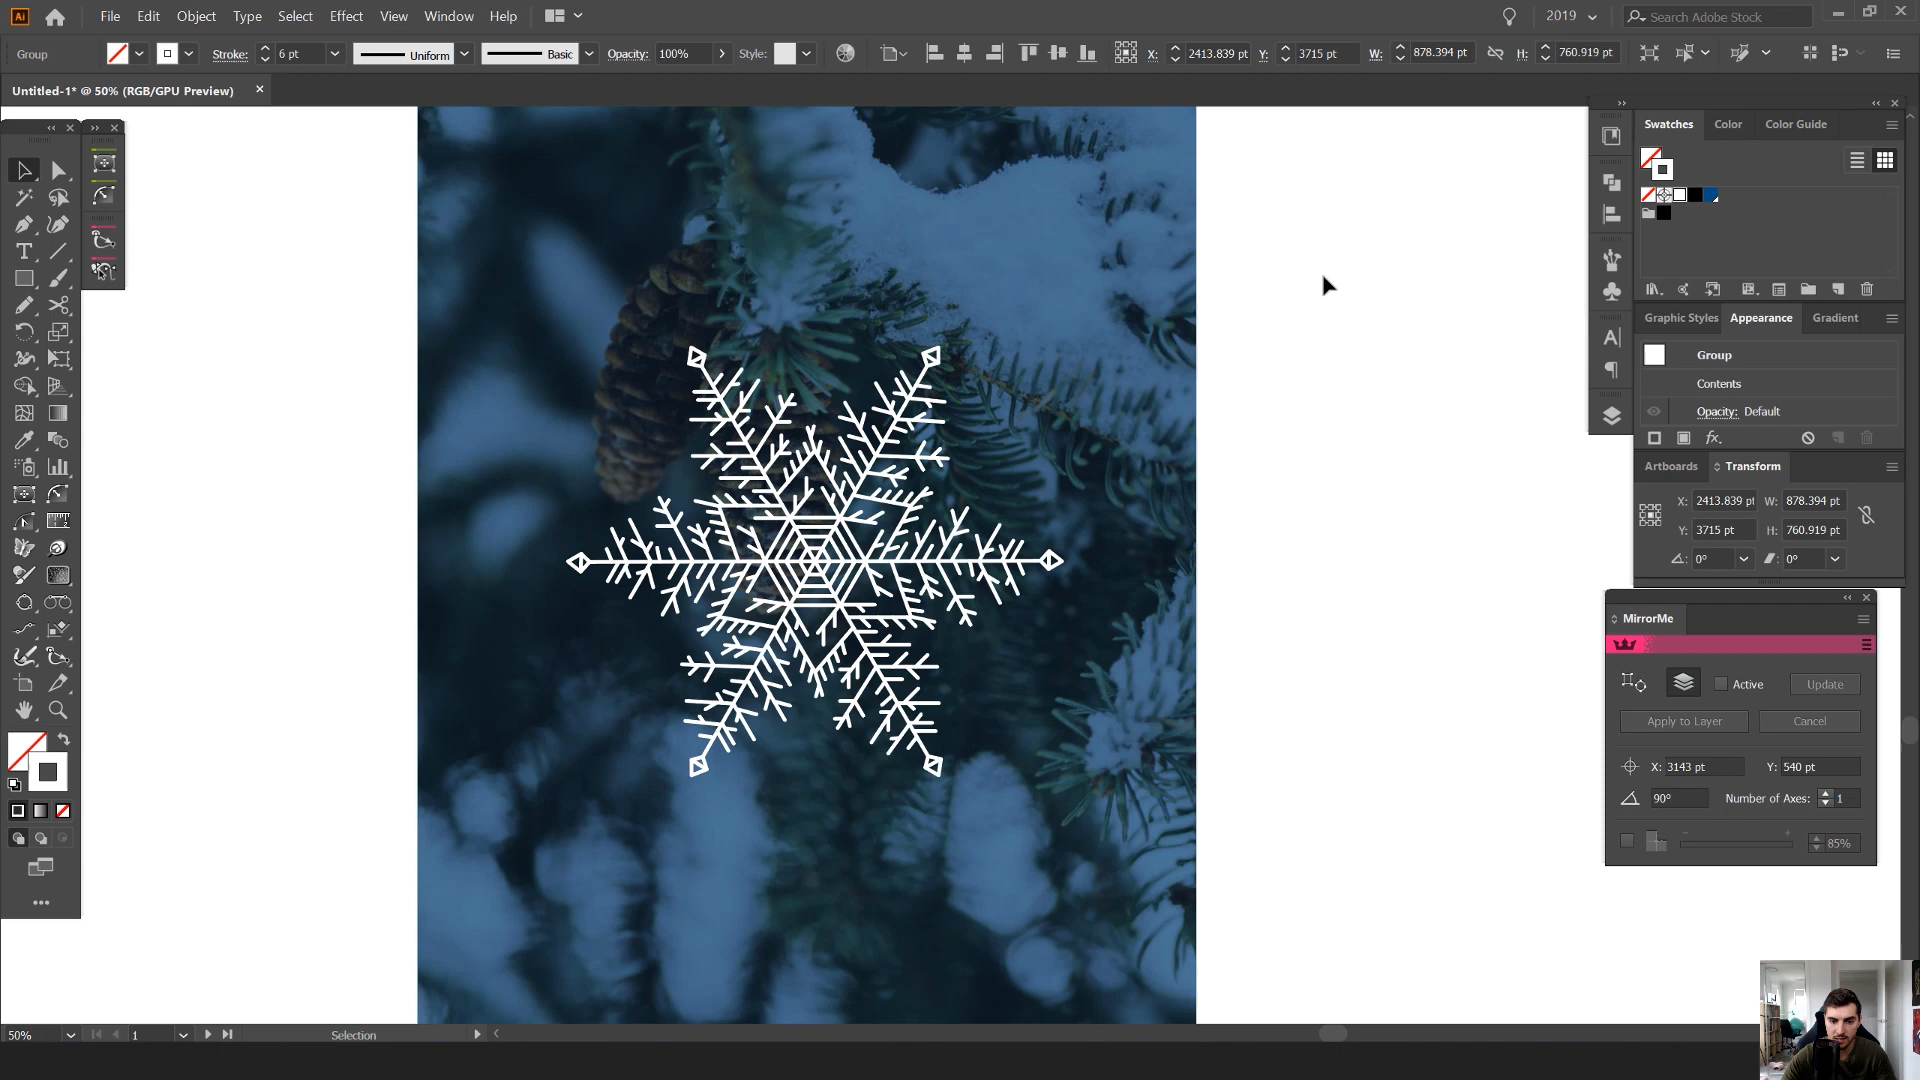 Ai File Edit Object Type Select Effect View Window Help 2019 Search Adobe Stock
Group Stroke: 6 pt Uniform Basic Opacity: 100% Style: X: 2413.839 pt Y: 3715 pt W: 878.394 pt H: 760.919 pt
Untitled-1* @ 50% (RGB/GPU Preview)
Swatches Color Color Guide
Graphic Styles Appearance Gradient
Group
Contents
Opacity: Default
fx.
Artboards Transform
X: 2413.839 pt W: 878.394 pt
Y: 3715 pt H: 760.919 pt
0° 0°
MirrorMe
Active Update
Apply to Layer Cancel
X: 3143 pt Y: 540 pt
90° Number of Axes: 1
85%
50% 1 Selection